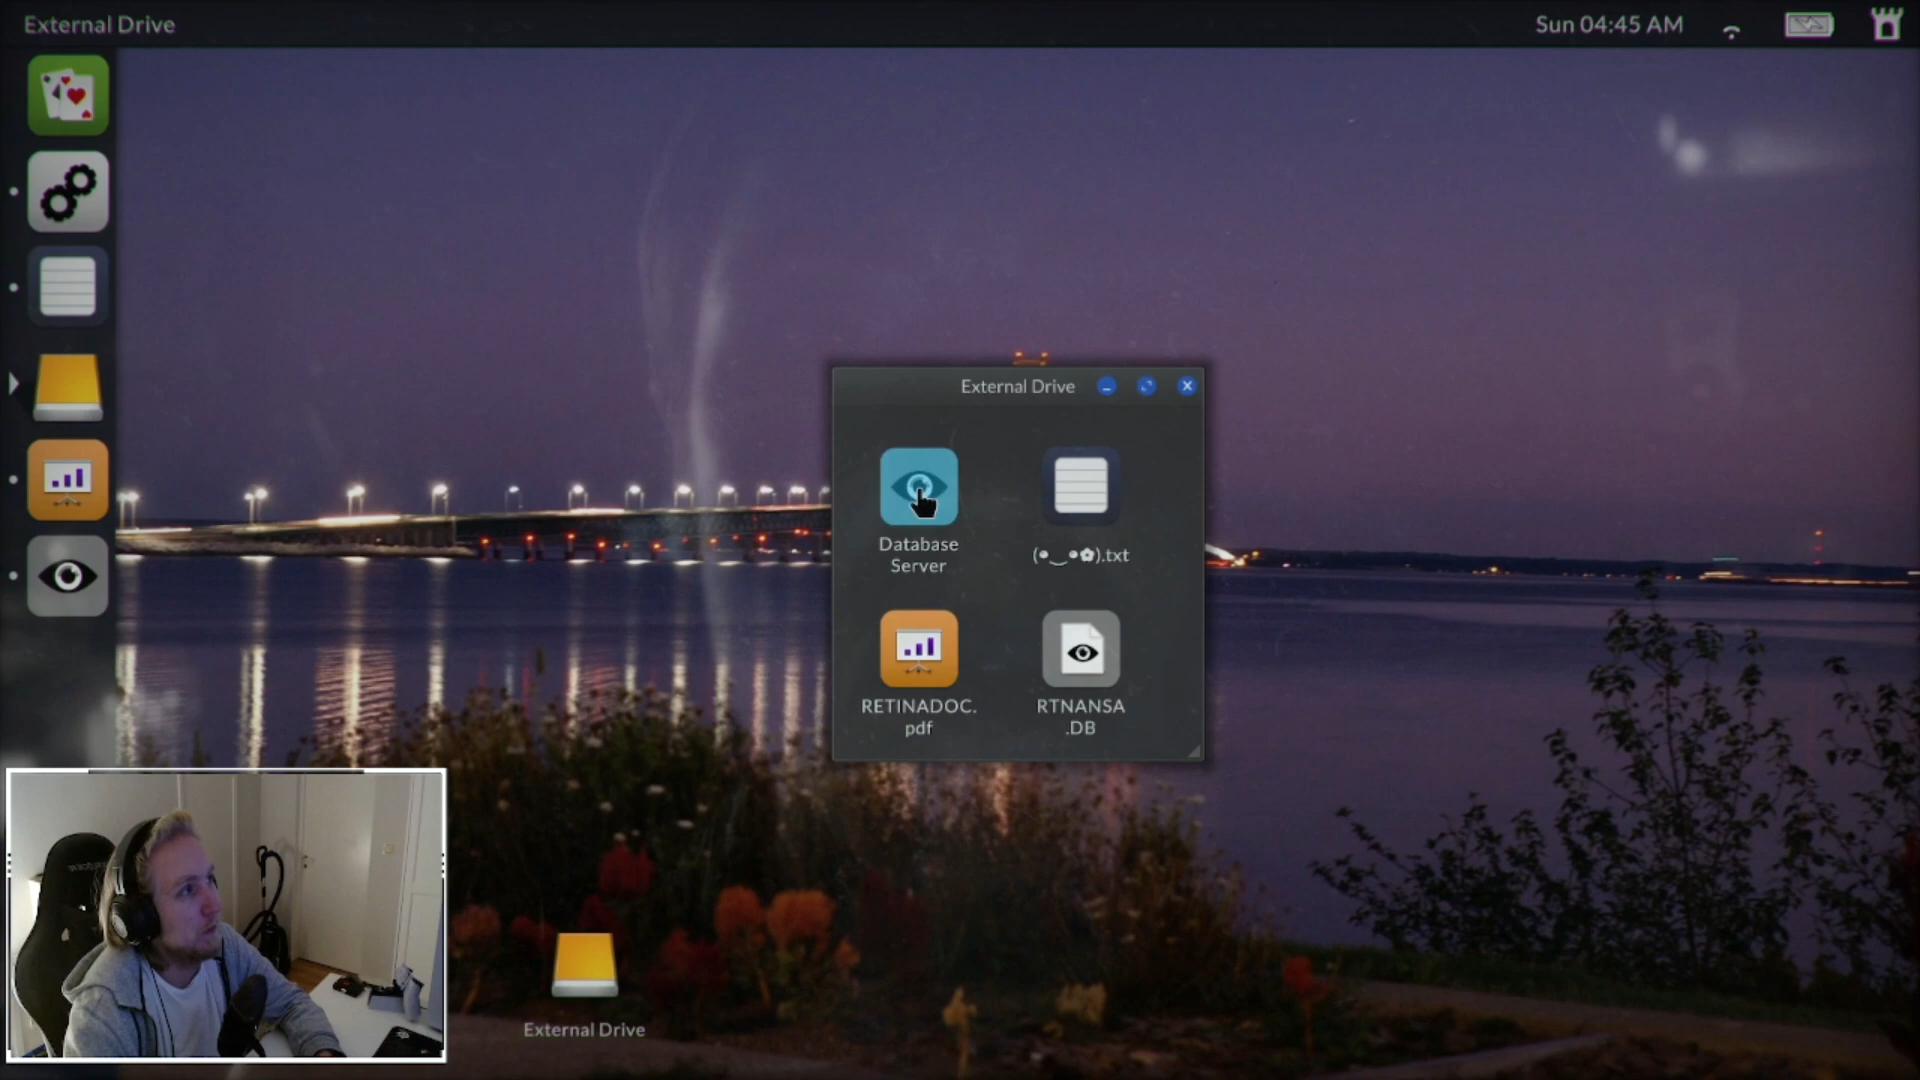 External Drive
Sun 04:45 AM
External Drive
Database
Server
(•‿•✿).txt
RETINADOC.
pdf
RTNANSA
.DB
External Drive